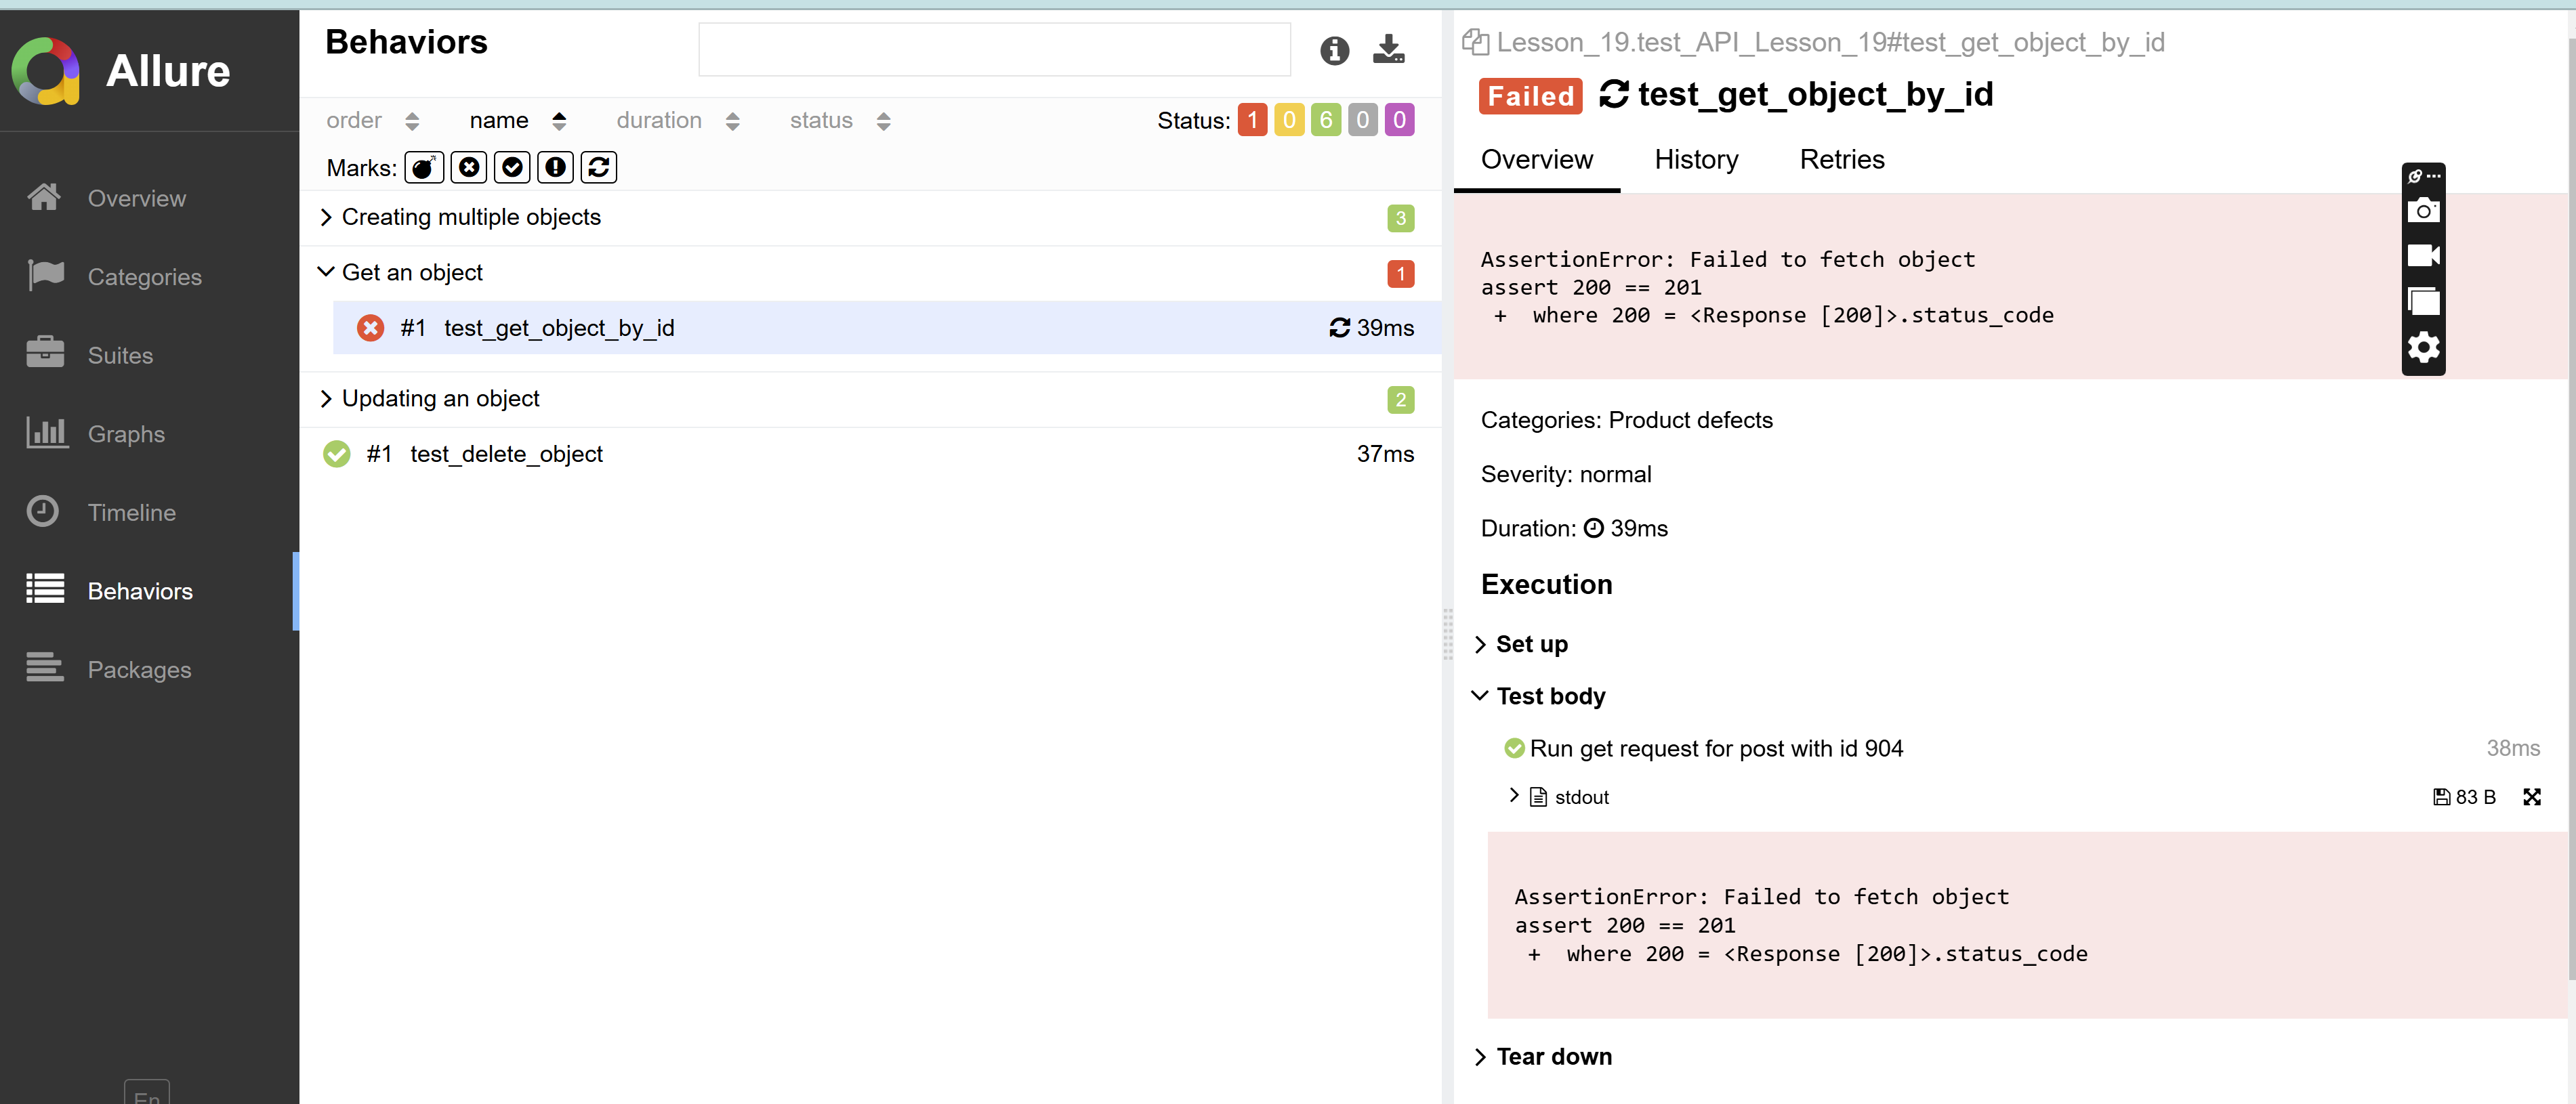 Allure
Overview
Categories
Suites
Graphs
Timeline
Behaviors
Packages
En
Behaviors
order name duration status Status: 1 0 6 0 0
Marks:
Creating multiple objects 3
Get an object 1
#1 test_get_object_by_id 39ms
Updating an object 2
#1 test_delete_object 37ms
Lesson_19.test_API_Lesson_19#test_get_object_by_id
Failed test_get_object_by_id
Overview History Retries
AssertionError: Failed to fetch object
assert 200 == 201
+ where 200 = <Response [200]>.status_code
Categories: Product defects
Severity: normal
Duration: 39ms
Execution
Set up
Test body
Run get request for post with id 904 38ms
stdout 83 B
AssertionError: Failed to fetch object
assert 200 == 201
+ where 200 = <Response [200]>.status_code
Tear down